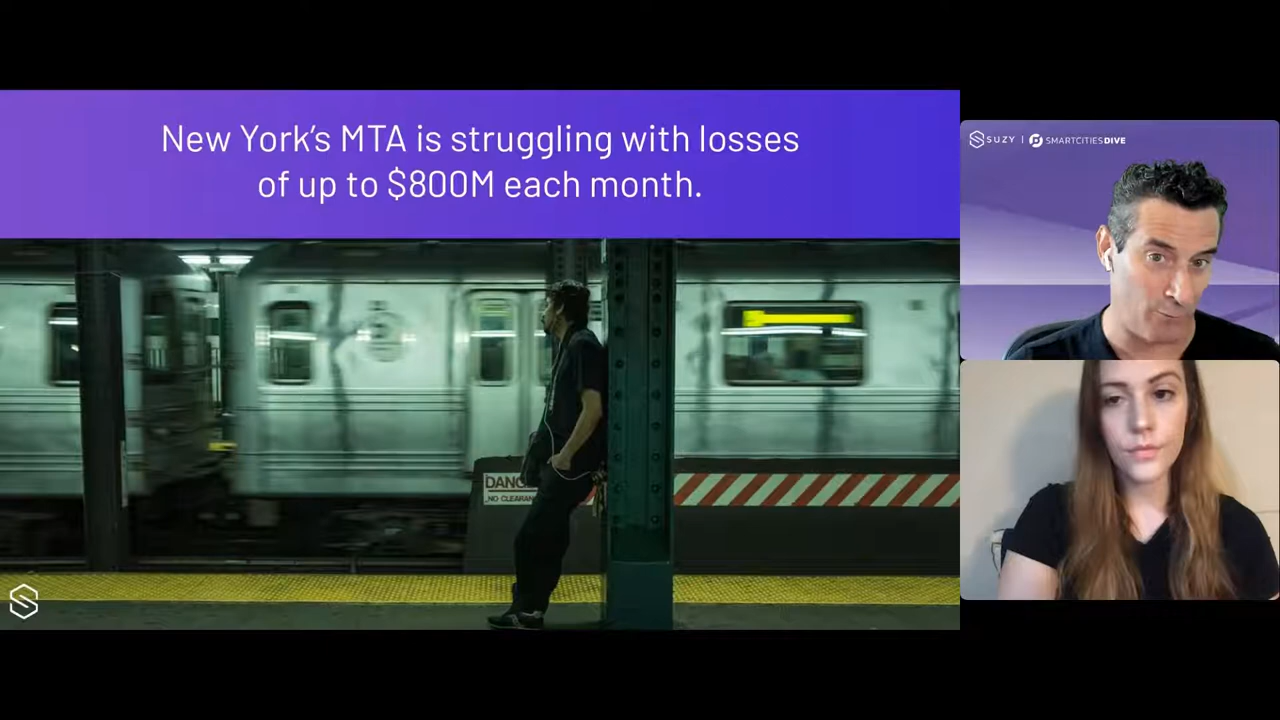 New York's MTA is struggling with losses
of up to $800M each month.
SUZY | SMARTCITIESDIVE
DANG
NO CLEARAN